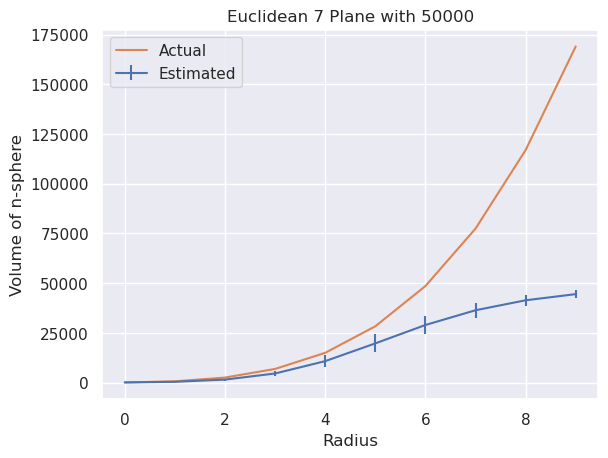 Euclidean 7 Plane with 50000
Actual
Estimated
175000
150000
125000
100000
75000
50000
25000
0
Volume of n-sphere
0 2 4 6 8
Radius